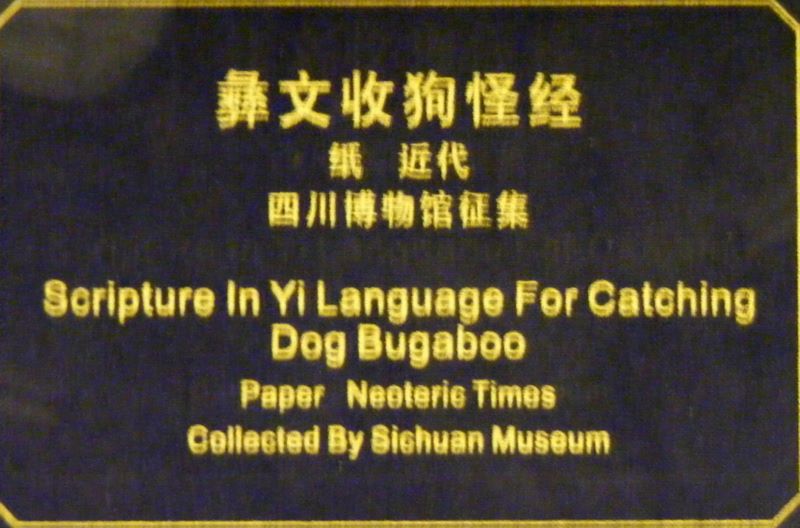 彝文收狗怪经
纸 近代
四川博物馆征集
Scripture In Yi Language For Catching
Dog Bugaboo
Paper Neoteric Times
Collected By Sichuan Museum